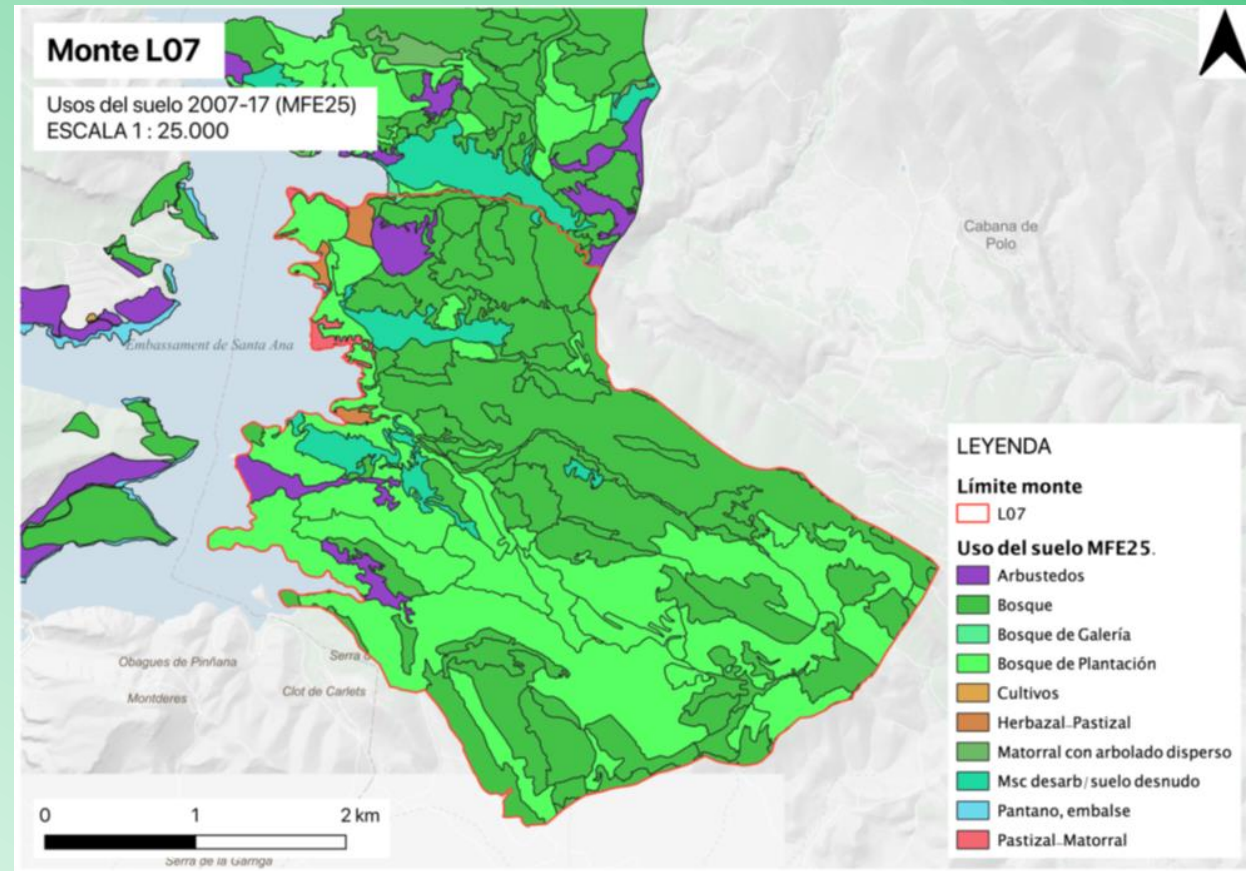 Monte L07
Usos del suelo 2007-17 (MFE25)
ESCALA 1 : 25.000
Cabana de
Polo
Embassament de Santa Ana
Obagues de Pinñana
Serra
Montderes
Clot de Carlets
LEYENDA
Límite monte
L07
Uso del suelo MFE25.
Arbustedos
Bosque
Bosque de Galería
Bosque de Plantación
Cultivos
Herbazal-Pastizal
Matorral con arbolado disperso
Msc desarb/suelo desnudo
Pantano, embalse
Pastizal-Matorral
0 1 2 km
Serra de la Garriga